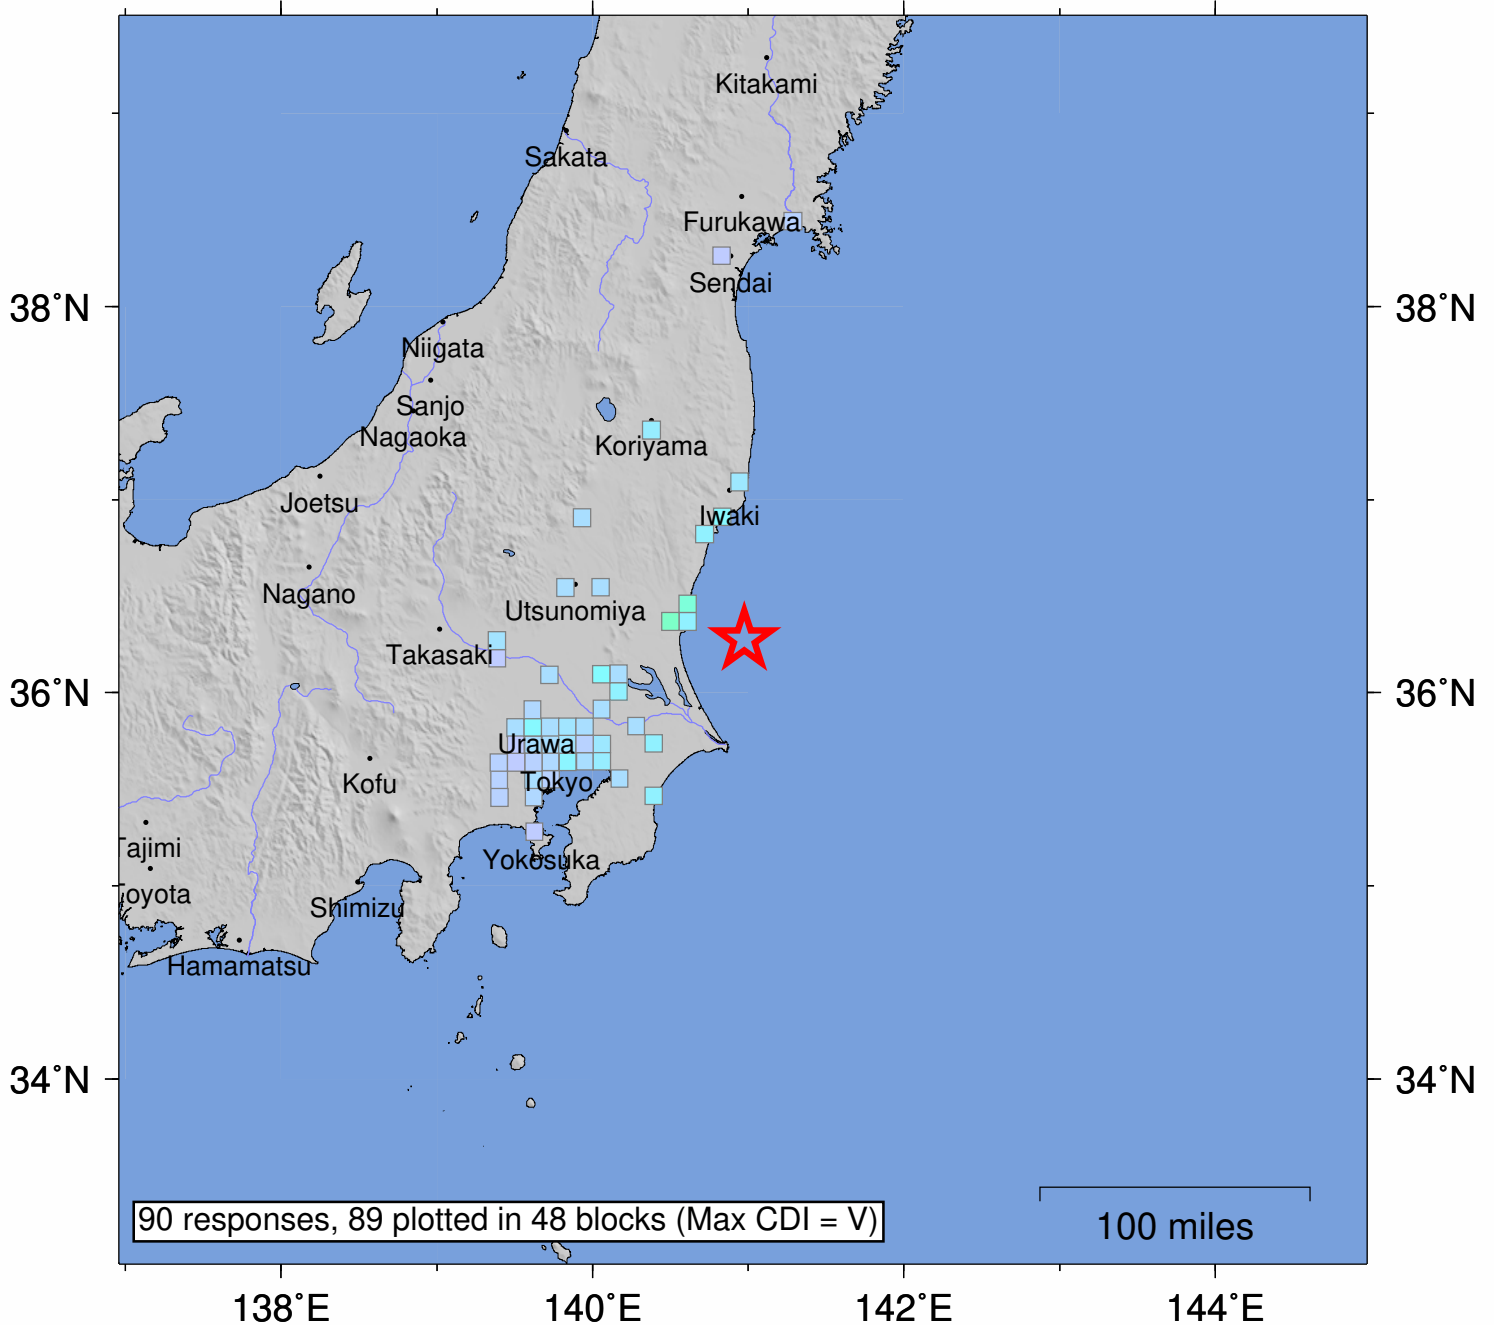 Kitakami
Sakata
Furukawa
Sendai
38°N
38°N
Niigata
Sanjo
Nagaoka
Koriyama
Joetsu
Iwaki
Nagano
Utsunomiya
Takasaki
36°N
36°N
Urawa
Kofu
Tokyo
ajimi
Yokosuka
oyota
Shimizu
Hamamatsu
34°N
34°N
90 responses, 89 plotted in 48 blocks (Max CDI = V)
100 miles
138°E
140°E
142°E
144°E